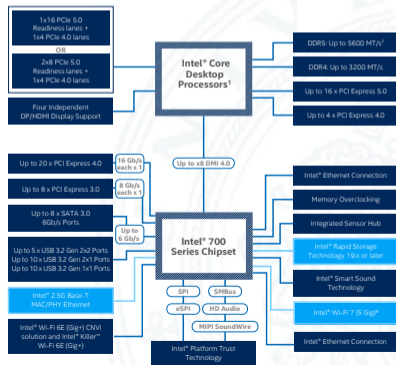 1x16 PCIe 5.0
Readiness lanes +
1x4 PCIe 4.0 lanes
OR
2x8 PCIe 5.0
Readiness lanes +
1x4 PCIe 4.0 lanes
Four Independent
DP/HDMI Display Support
Intel® Core
Desktop
Processors¹
DDR5: Up to 5600 MT/s²
DDR4: Up to 3200 MT/s
Up to 16 x PCI Express 5.0
Up to 4 x PCI Express 4.0
Up to x8 DMI 4.0
Up to 20 x PCI Express 4.0
16 Gb/s
each x 1
Up to 8 x PCI Express 3.0
8 Gb/s
each x 1
Up to 8 x SATA 3.0
6Gb/s Ports
Up to
6 Gb/s
Up to 5 x USB 3.2 Gen 2x2 Ports
Up to 10 x USB 3.2 Gen 2x1 Ports
Up to 10 x USB 3.2 Gen 1x1 Ports
Intel® 2.5G Base-T
MAC/PHY Ethernet
Intel® Wi-Fi 6E (Gig+) CNVi
solution and Intel® Killer™
Wi-Fi 6E (Gig+)
Intel® 700
Series Chipset
SPI
eSPI
SMBus
HD Audio
MIPI SoundWire
Intel® Platform Trust
Technology
Intel® Ethernet Connection
Memory Overclocking
Integrated Sensor Hub
Intel® Rapid Storage
Technology 19.x or later
Intel® Smart Sound
Technology
Intel® Wi-Fi 7 (5 Gig)⁶
Intel® Ethernet Connection